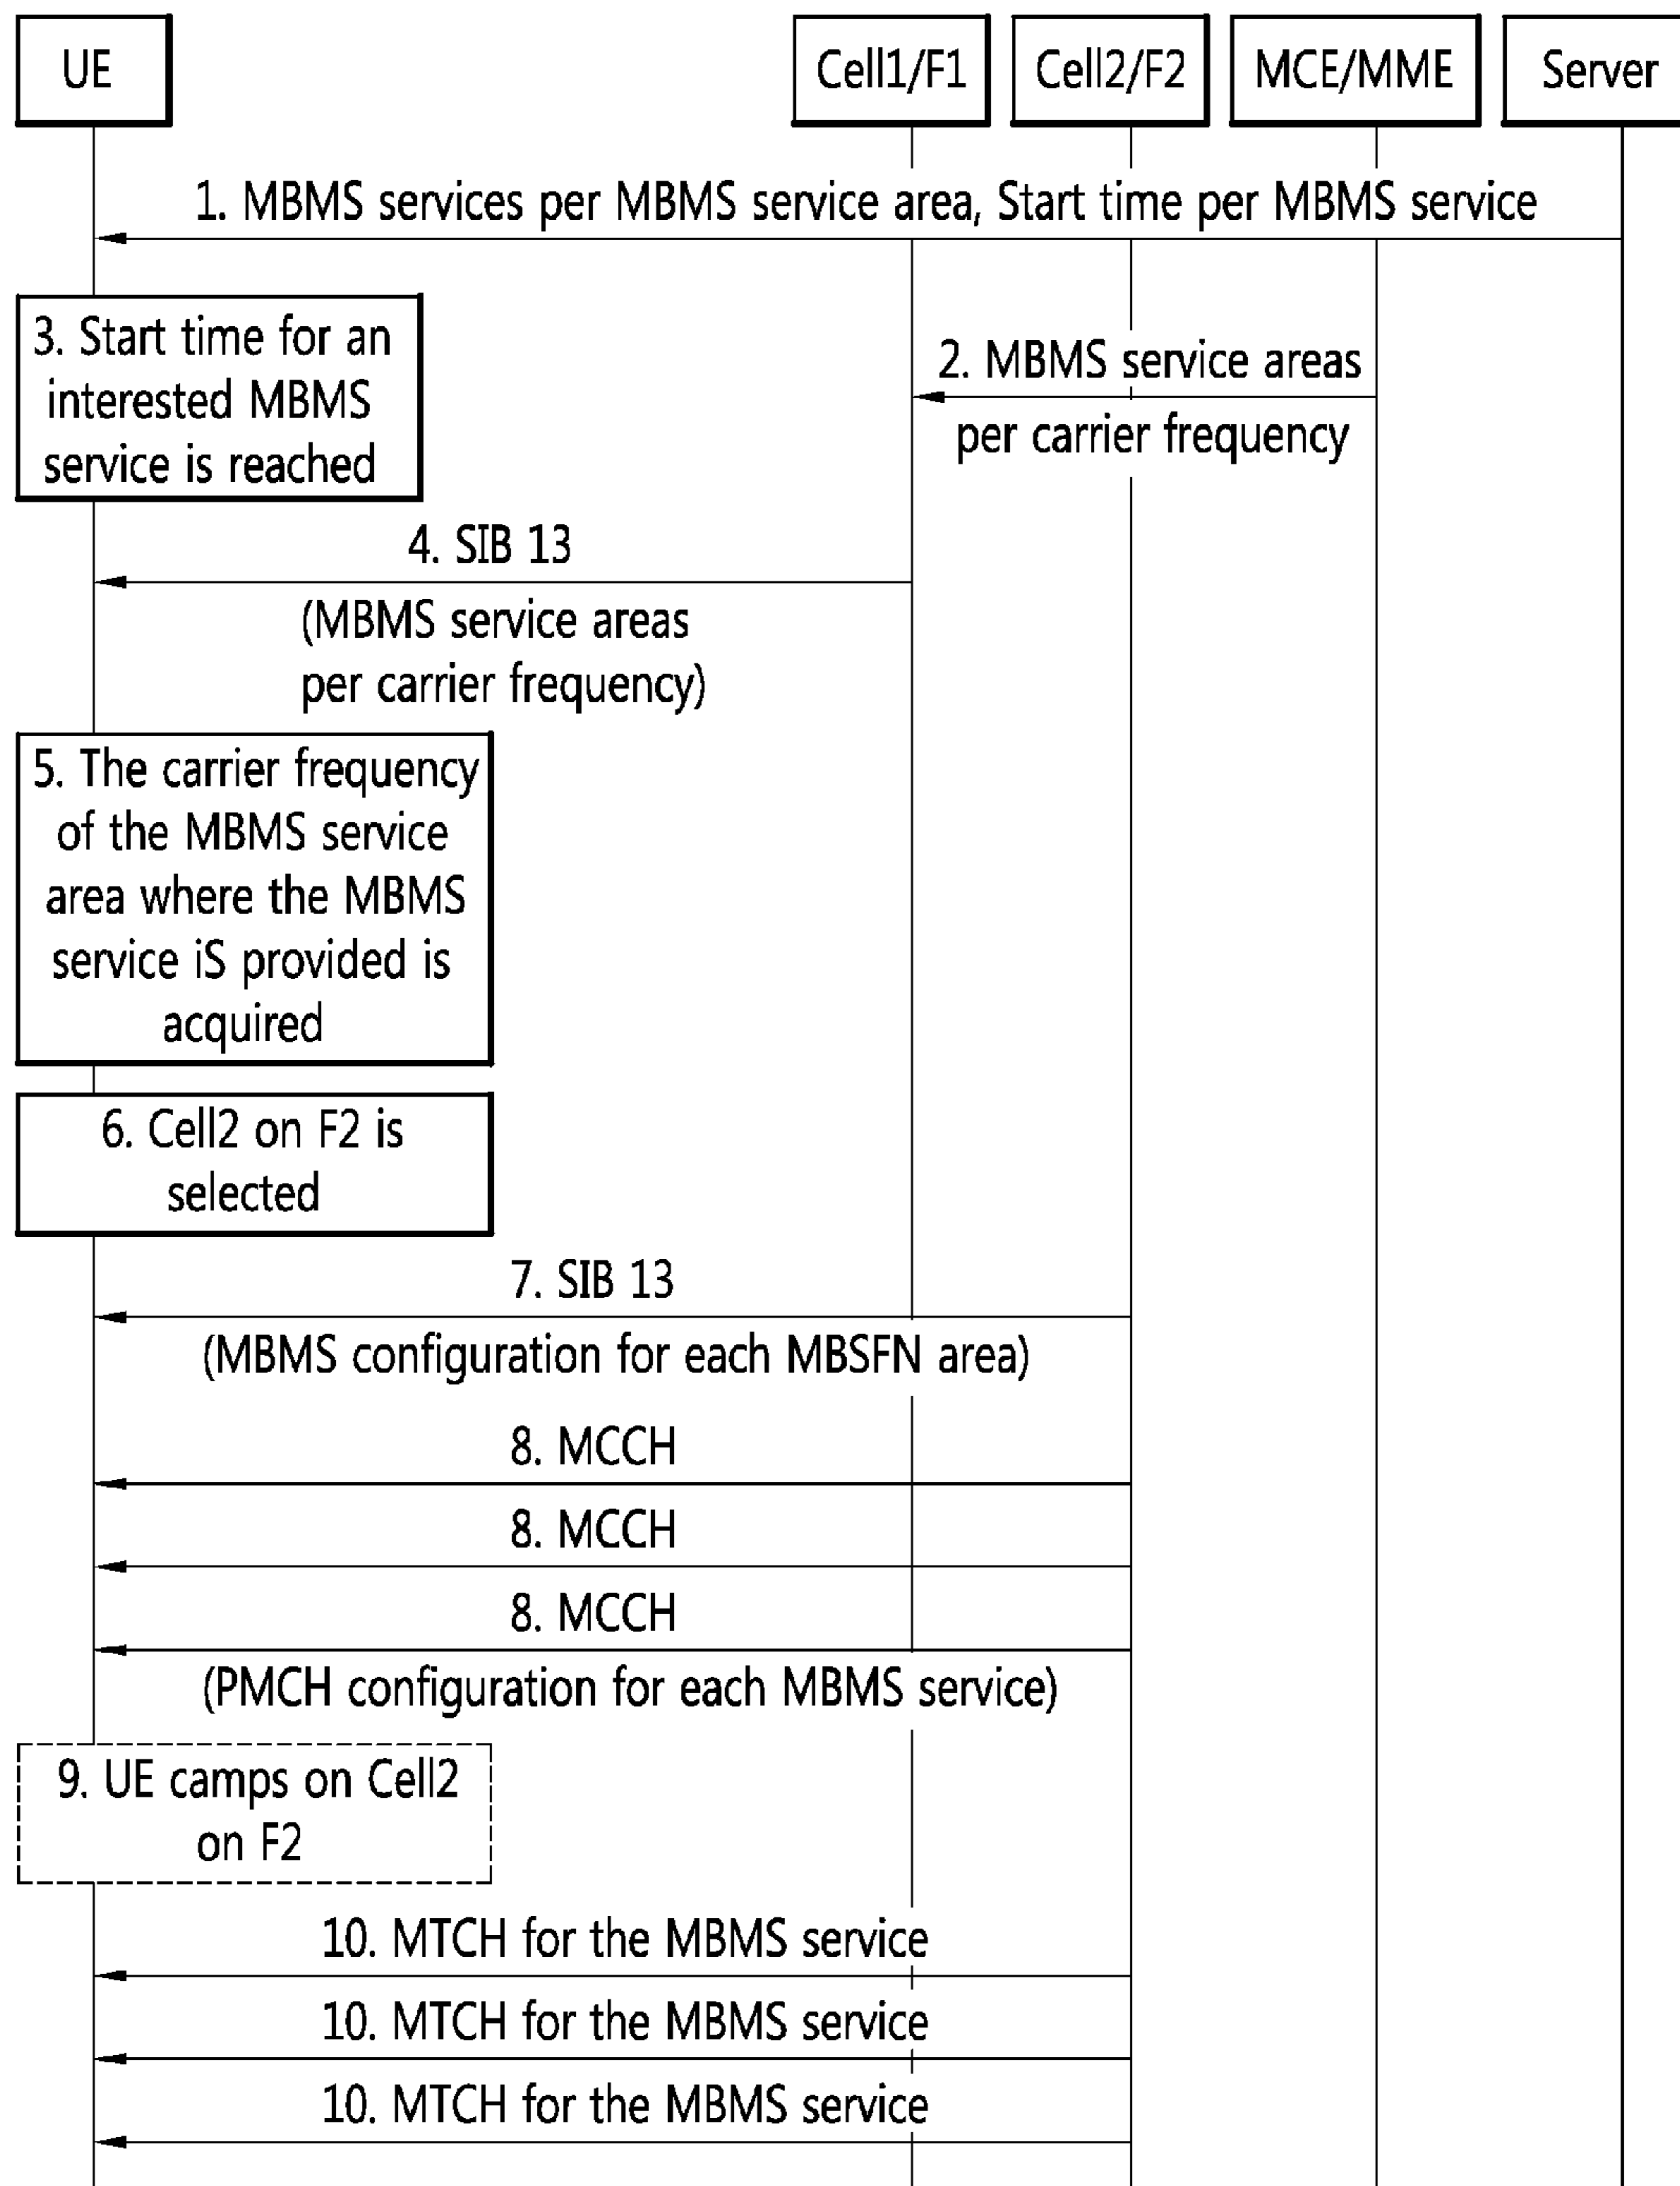 UE
Cell1/F1
Cell2/F2
MCE/MME
Server
1. MBMS services per MBMS service area, Start time per MBMS service
3. Start time for an
interested MBMS
service is reached
2. MBMS service areas
per carrier frequency
4. SIB 13
(MBMS service areas
per carrier frequency)
5. The carrier frequency
of the MBMS service
area where the MBMS
service iS provided is
acquired
6. Cell2 on F2 is
selected
7. SIB 13
(MBMS configuration for each MBSFN area)
8. MCCH
8. MCCH
8. MCCH
(PMCH configuration for each MBMS service)
9. UE camps on Cell2
on F2
10. MTCH for the MBMS service
10. MTCH for the MBMS service
10. MTCH for the MBMS service